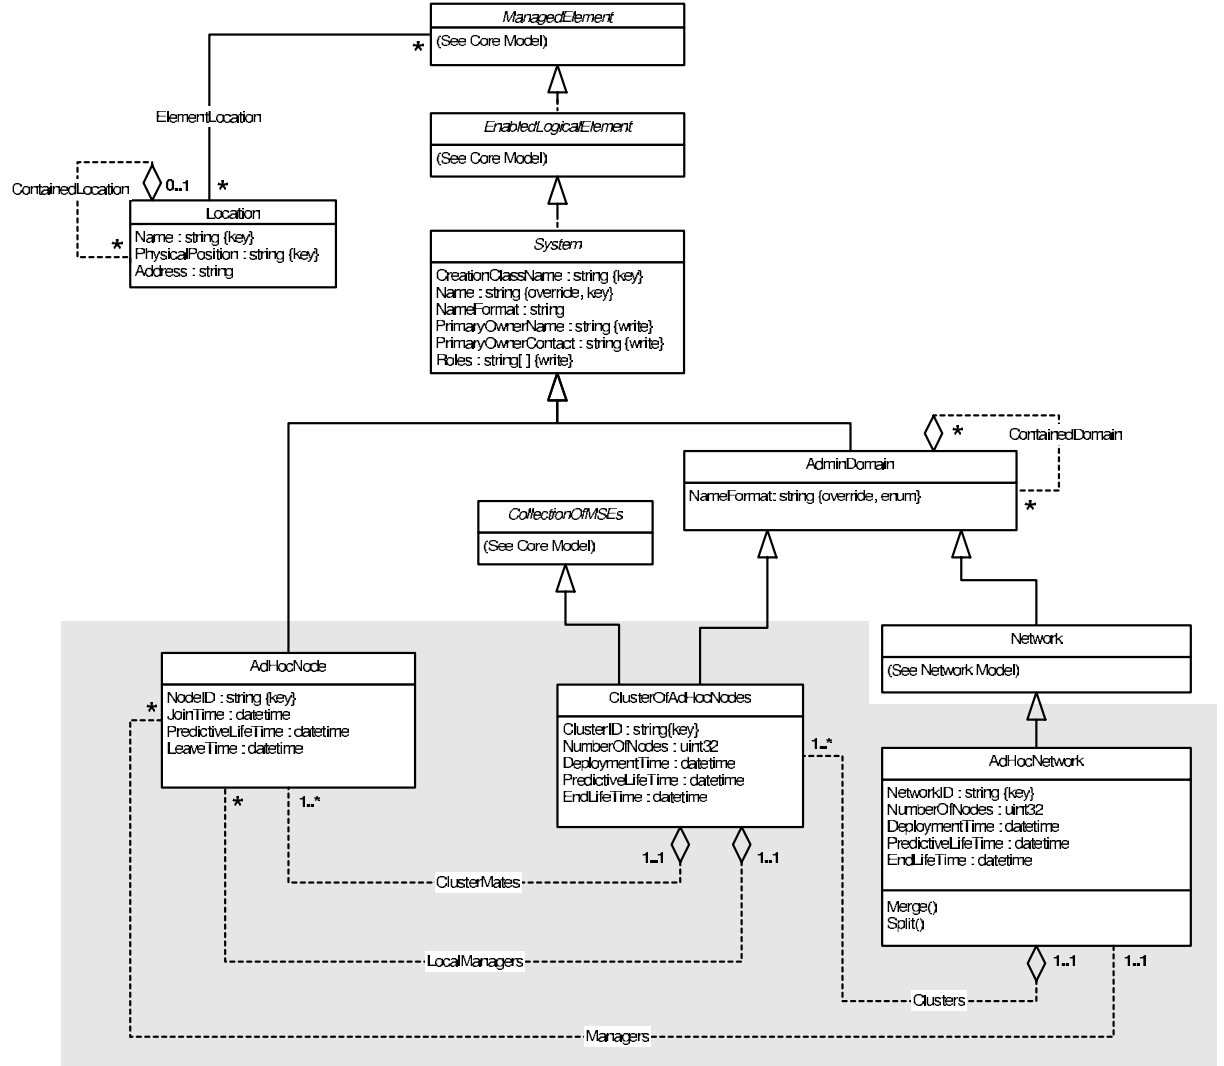 ManagedElement
(See Core Model)
*
ElementLocation
EnabledLogicalElement
(See Core Model)
ContainedLocation
0..1
*
Location
Name : string {key}
PhysicalPosition : string {key}
Address : string
*
System
CreationClassName : string {key}
Name : string {override, key}
NameFormat : string
PrimaryOwnerName : string {write}
PrimaryOwnerContact : string {write}
Roles : string[ ] {write}
*
ContainedDomain
AdminDomain
NameFormat: string {override, enum}
*
CollectionOfMSEs
(See Core Model)
Network
(See Network Model)
AdHocNode
NodeID : string {key}
JoinTime : datetime
PredictiveLifeTime : datetime
LeaveTime : datetime
*
*
1..*
ClusterOfAdHocNodes
ClusterID : string{key}
NumberOfNodes : uint32
DeploymentTime : datetime
PredictiveLifeTime : datetime
EndLifeTime : datetime
1..*
AdHocNetwork
NetworkID : string {key}
NumberOfNodes : uint32
DeploymentTime : datetime
PredictiveLifeTime : datetime
EndLifeTime : datetime
Merge()
Split()
1..1
1..1
ClusterMates
LocalManagers
1..1
1..1
Clusters
Managers